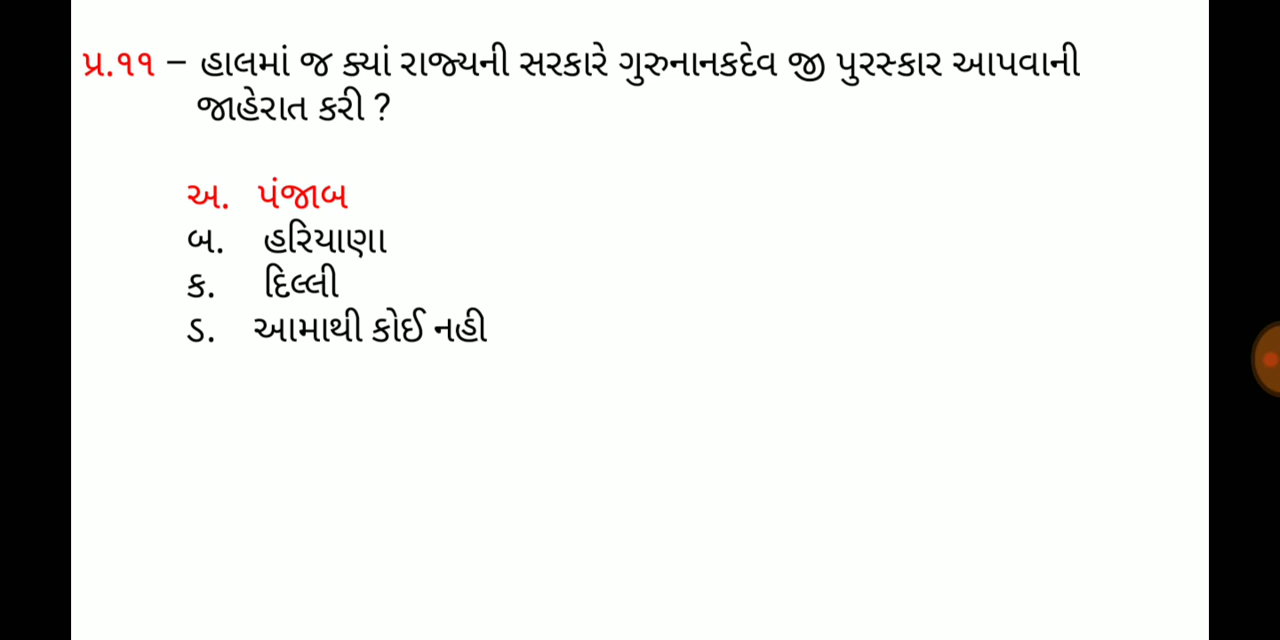 પ્ર.૧૧ – હાલમાં જ ક્યાં રાજ્યની સરકારે ગુરુનાનકદેવ જી પુરસ્કાર આપવાની
જાહેરાત કરી ?
અ. પંજાબ
બ. હરિયાણા
ક. દિલ્લી
ડ. આમાથી કોઈ નહી